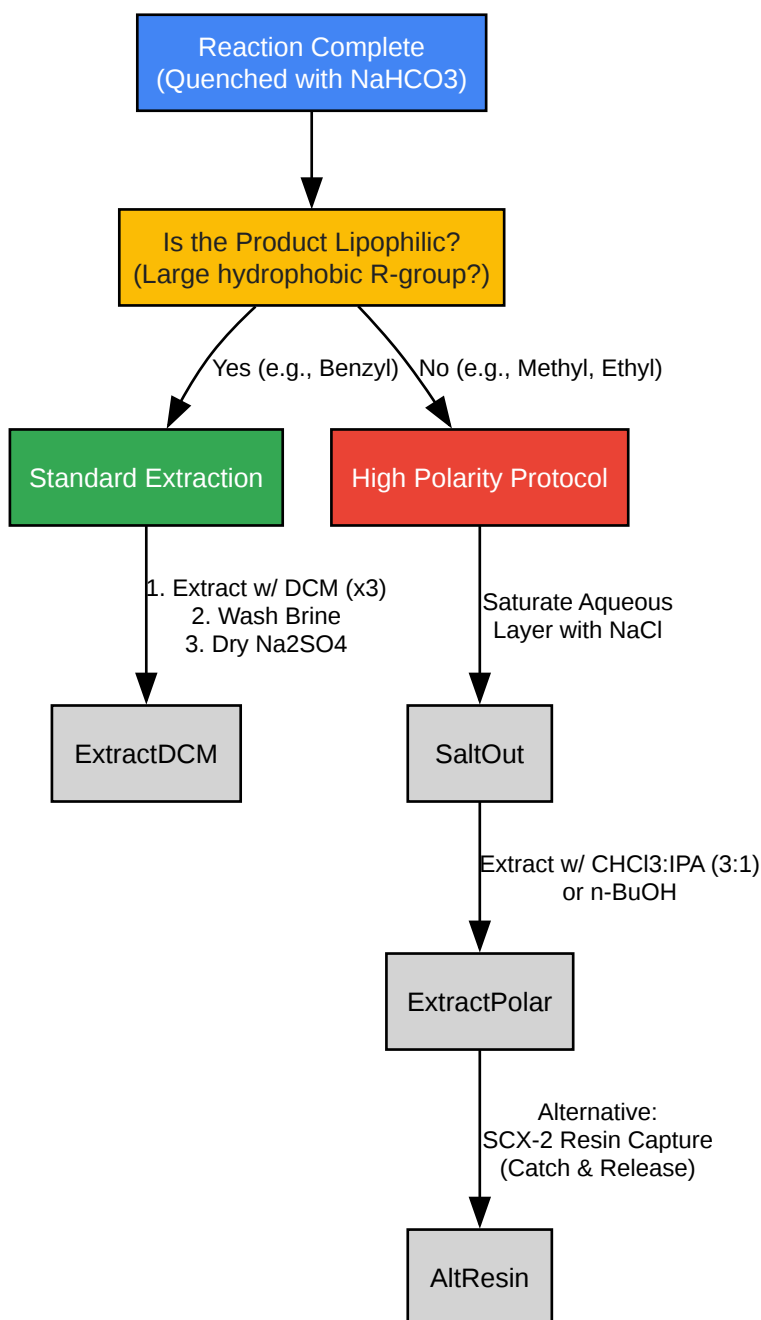 Reaction Complete
(Quenched with NaHCO3)
Is the Product Lipophilic?
(Large hydrophobic R-group?)
Yes (e.g., Benzyl)
No (e.g., Methyl, Ethyl)
Standard Extraction
High Polarity Protocol
1. Extract w/ DCM (x3)
2. Wash Brine
3. Dry Na2SO4
Saturate Aqueous
Layer with NaCl
ExtractDCM
SaltOut
Extract w/ CHCl3:IPA (3:1)
or n-BuOH
ExtractPolar
Alternative:
SCX-2 Resin Capture
(Catch & Release)
AltResin